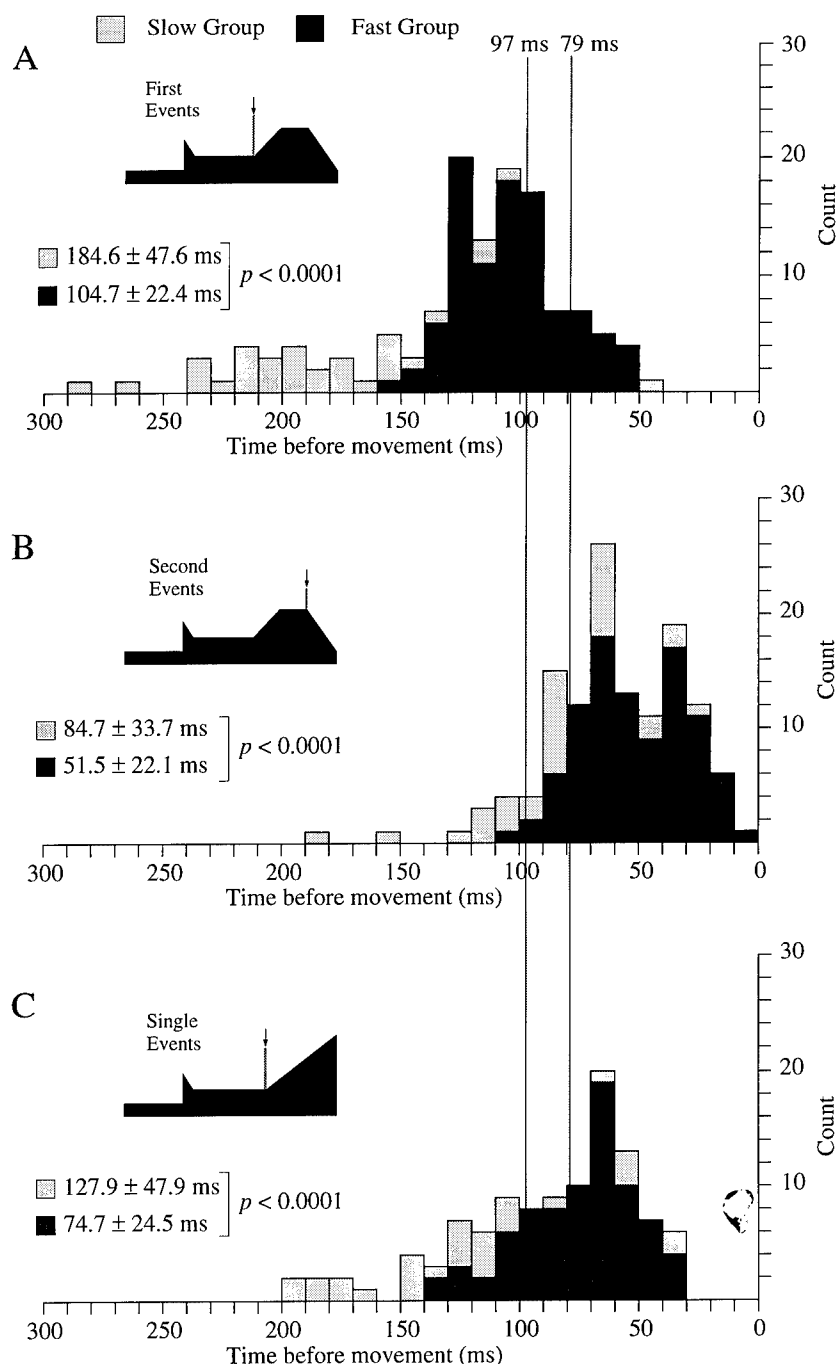 Slow Group Fast Group
97 ms 79 ms
A
First
Events
184.6 ± 47.6 ms
104.7 ± 22.4 ms
p < 0.0001
30
20
10
Count
300 250 200 150 100 50 0
Time before movement (ms)
B
Second
Events
84.7 ± 33.7 ms
51.5 ± 22.1 ms
p < 0.0001
30
20
10
Count
300 250 200 150 100 50 0
Time before movement (ms)
C
Single
Events
127.9 ± 47.9 ms
74.7 ± 24.5 ms
p < 0.0001
30
20
10
Count
300 250 200 150 100 50 0
Time before movement (ms)